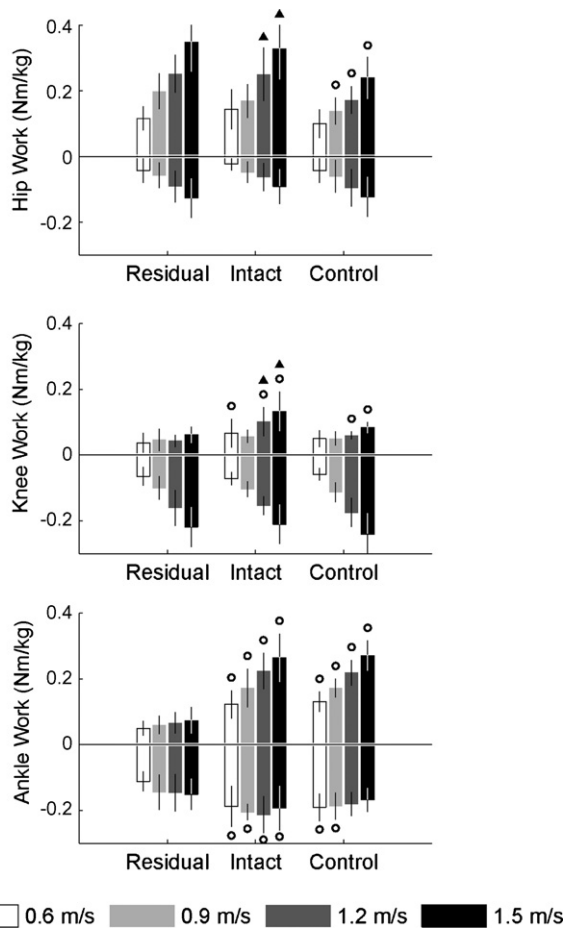 Hip Work (Nm/kg)
0.4
0.2
0
-0.2
Residual Intact Control
Knee Work (Nm/kg)
0.4
0.2
0
-0.2
Residual Intact Control
Ankle Work (Nm/kg)
0.4
0.2
0
-0.2
Residual Intact Control
0.6 m/s 0.9 m/s 1.2 m/s 1.5 m/s